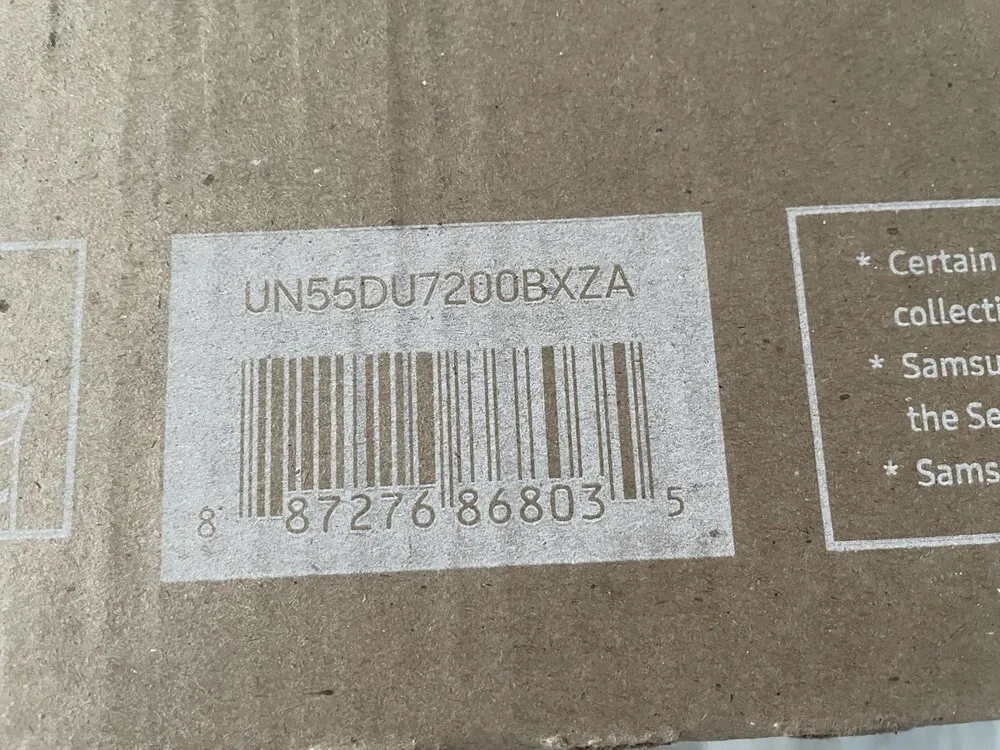 UN55DU7200BXZA
8 87276 86803 5
* Certain
collecti
* Samsu
the Se
* Sams